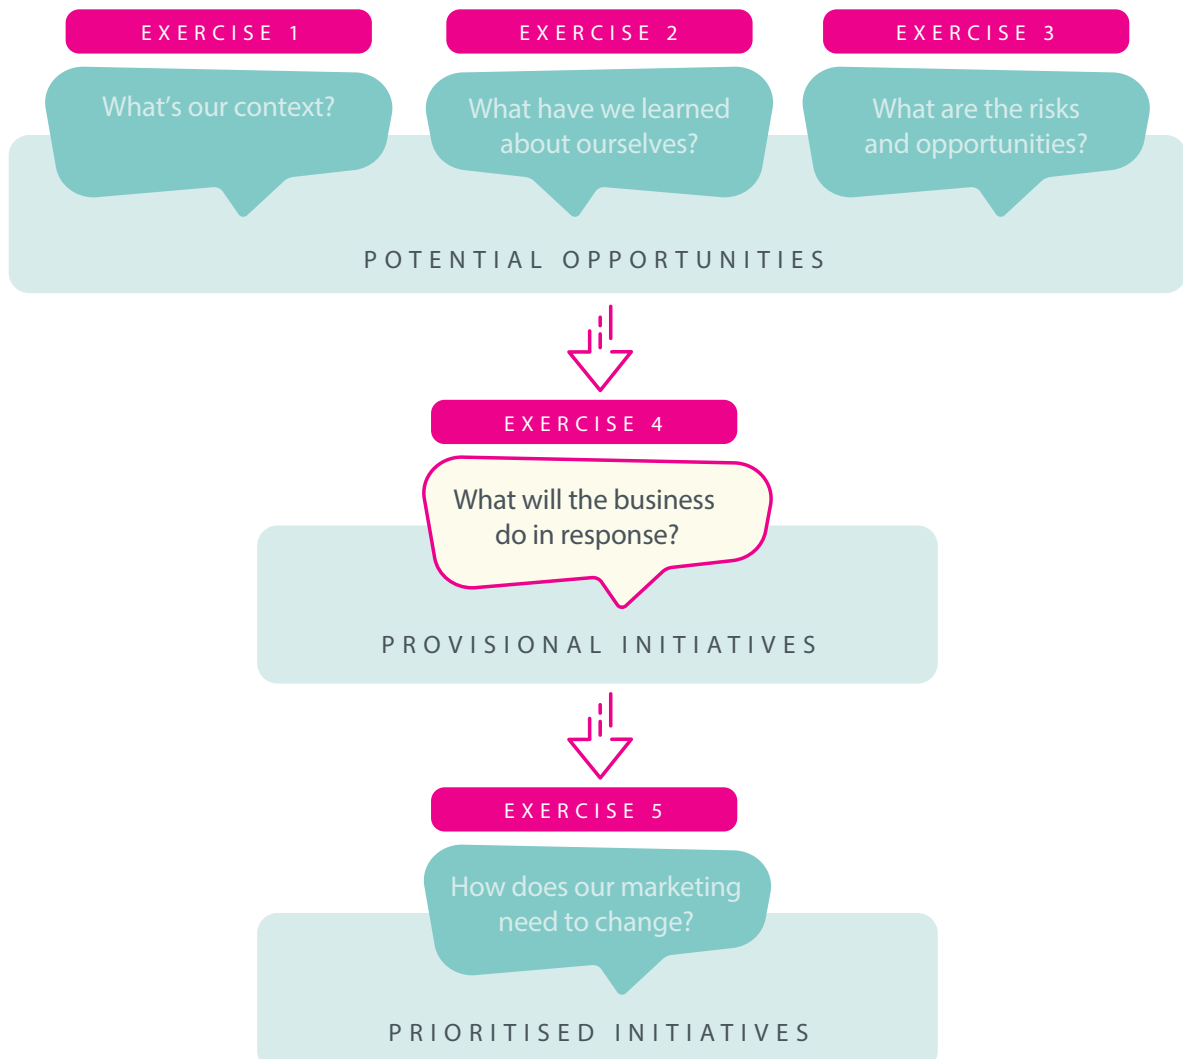 EXERCISE 1
EXERCISE 2
EXERCISE 3
What's our context?
What have we learned
about ourselves?
What are the risks
and opportunities?
POTENTIAL OPPORTUNITIES
EXERCISE 4
What will the business
do in response?
PROVISIONAL INITIATIVES
EXERCISE 5
How does our marketing
need to change?
PRIORITISED INITIATIVES